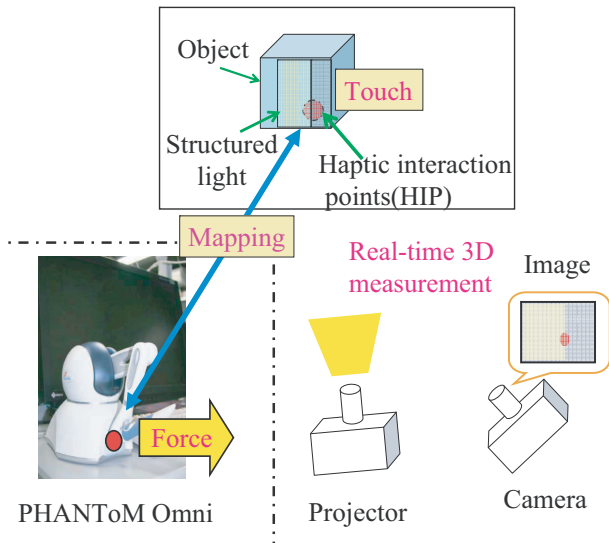 Object
Touch
Structured
light
Haptic interaction
points(HIP)
Mapping
Real-time 3D
measurement
Image
Force
PHANToM Omni
Projector
Camera